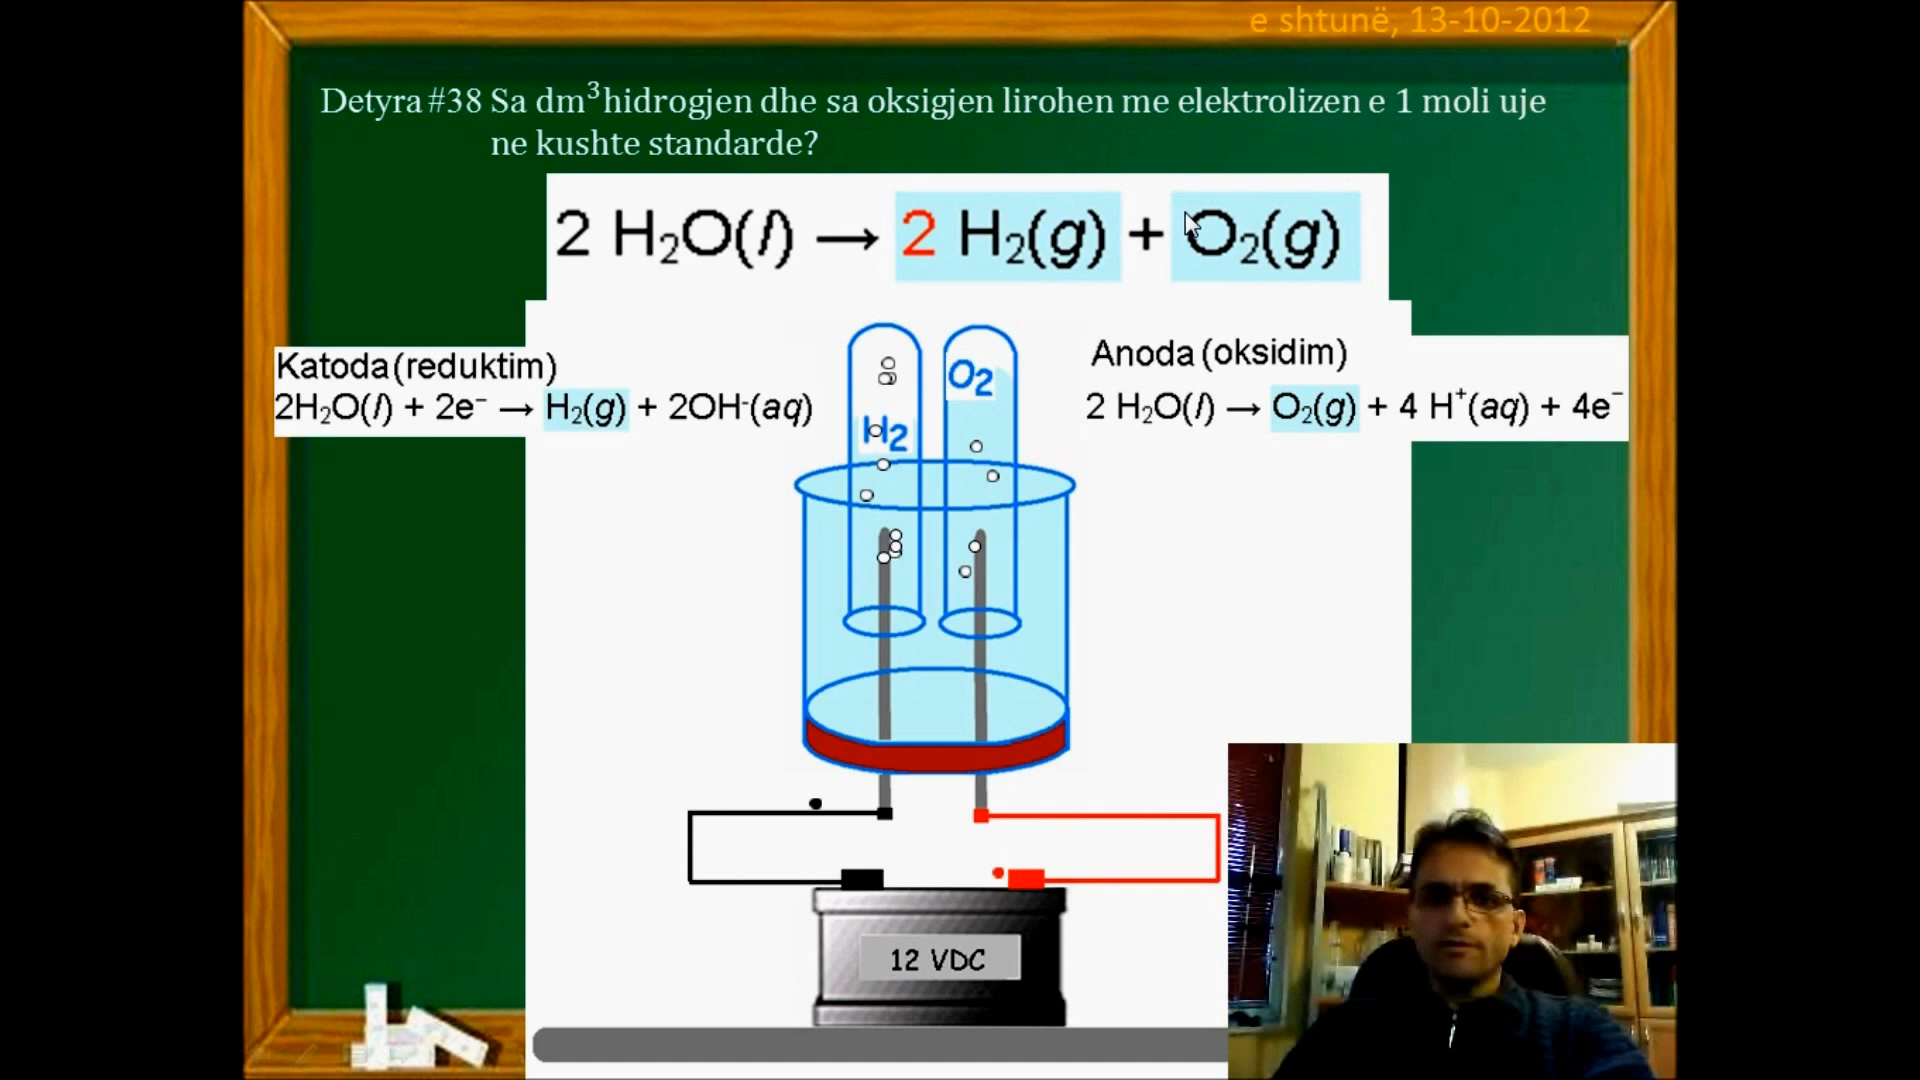 e shtunë, 13-10-2012
Detyra #38 Sa dm³ hidrogjen dhe sa oksigjen lirohen me elektrolizen e 1 moli uje
ne kushte standarde?
2 H₂O(l) → 2 H₂(g) + O₂(g)
Katoda (reduktim)
2H₂O(l) + 2e⁻ → H₂(g) + 2OH⁻(aq)
Anoda (oksidim)
2 H₂O(l) → O₂(g) + 4 H⁺(aq) + 4e⁻
O₂
H₂
12 VDC